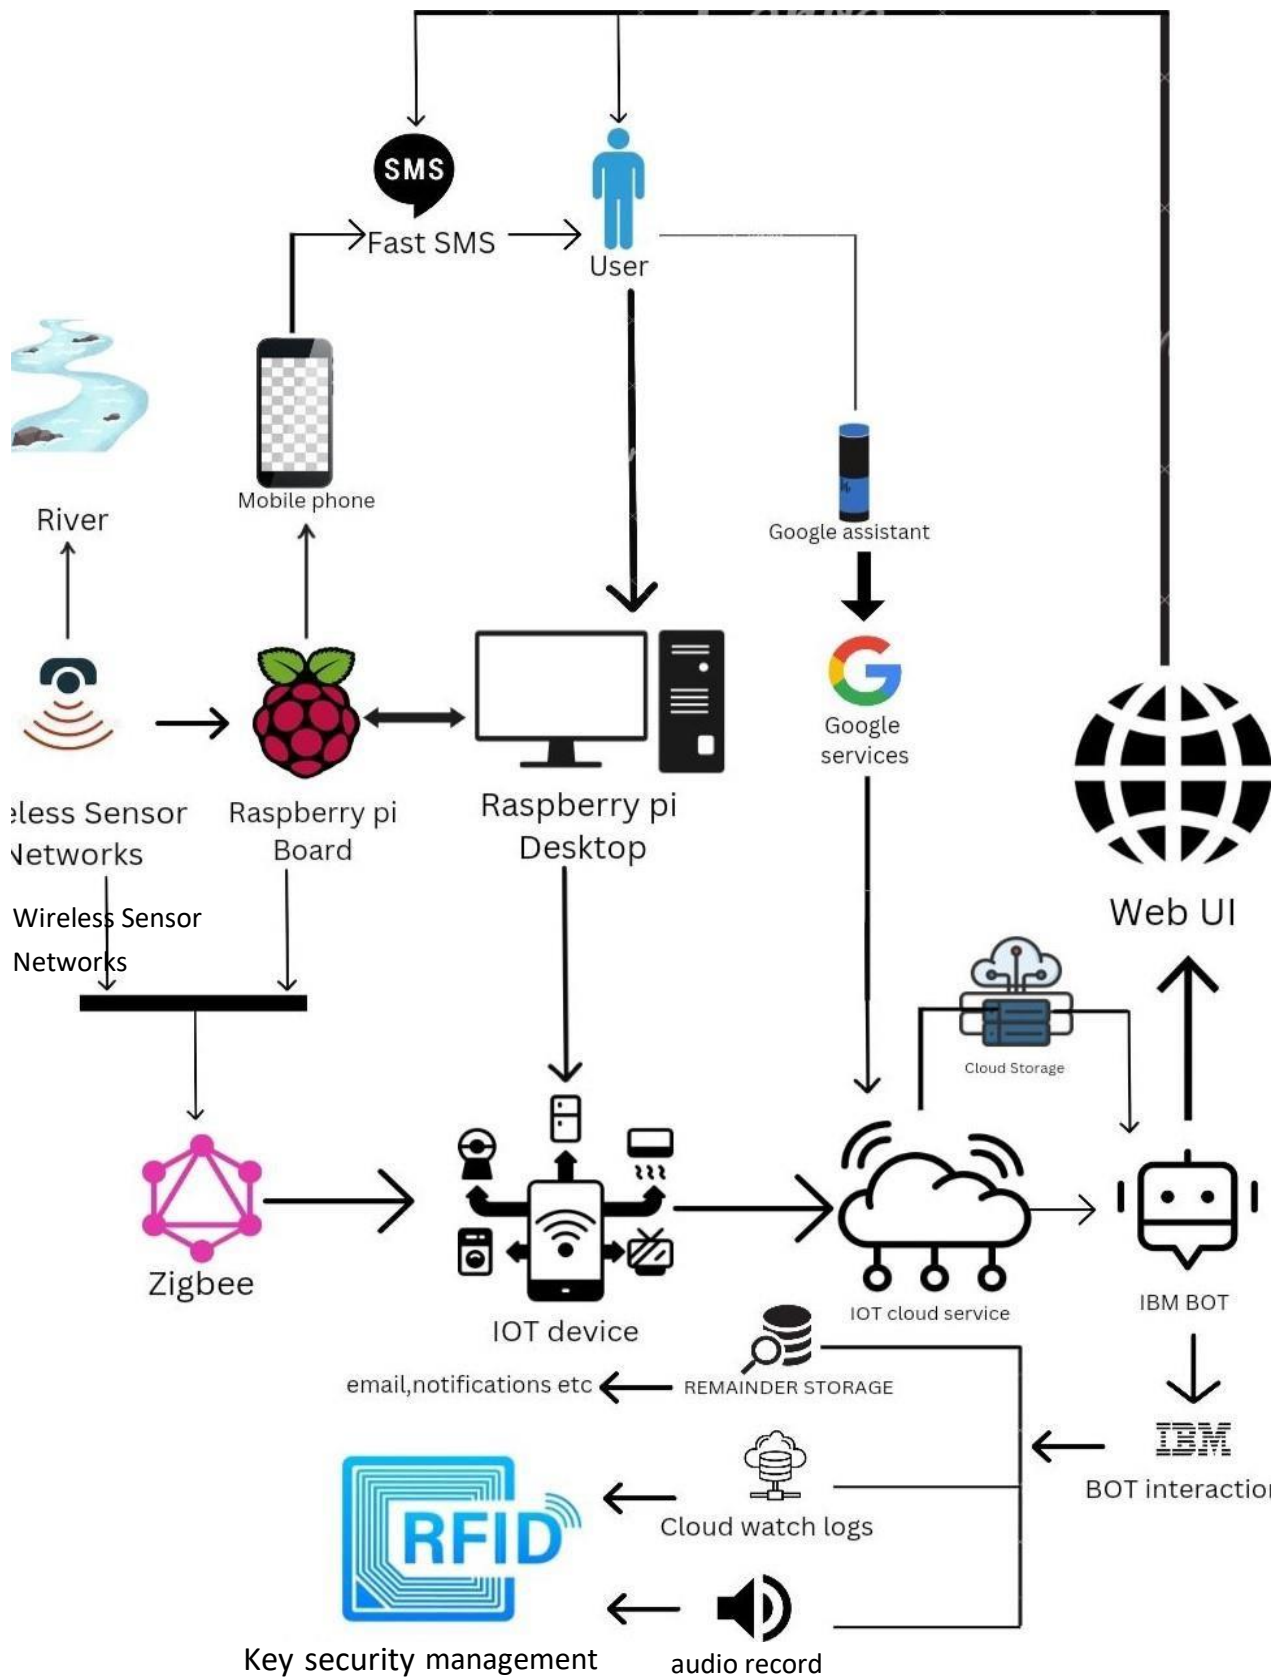 SMS
Fast SMS
User
River
Mobile phone
Google assistant
Google
services
eless Sensor
Networks
Raspberry pi
Board
Raspberry pi
Desktop
Web UI
Wireless Sensor
Networks
Cloud Storage
Zigbee
IOT device
IOT cloud service
IBM BOT
email,notifications etc
REMAINDER STORAGE
IBM
BOT interaction
RFID
Cloud watch logs
Key security management
audio record